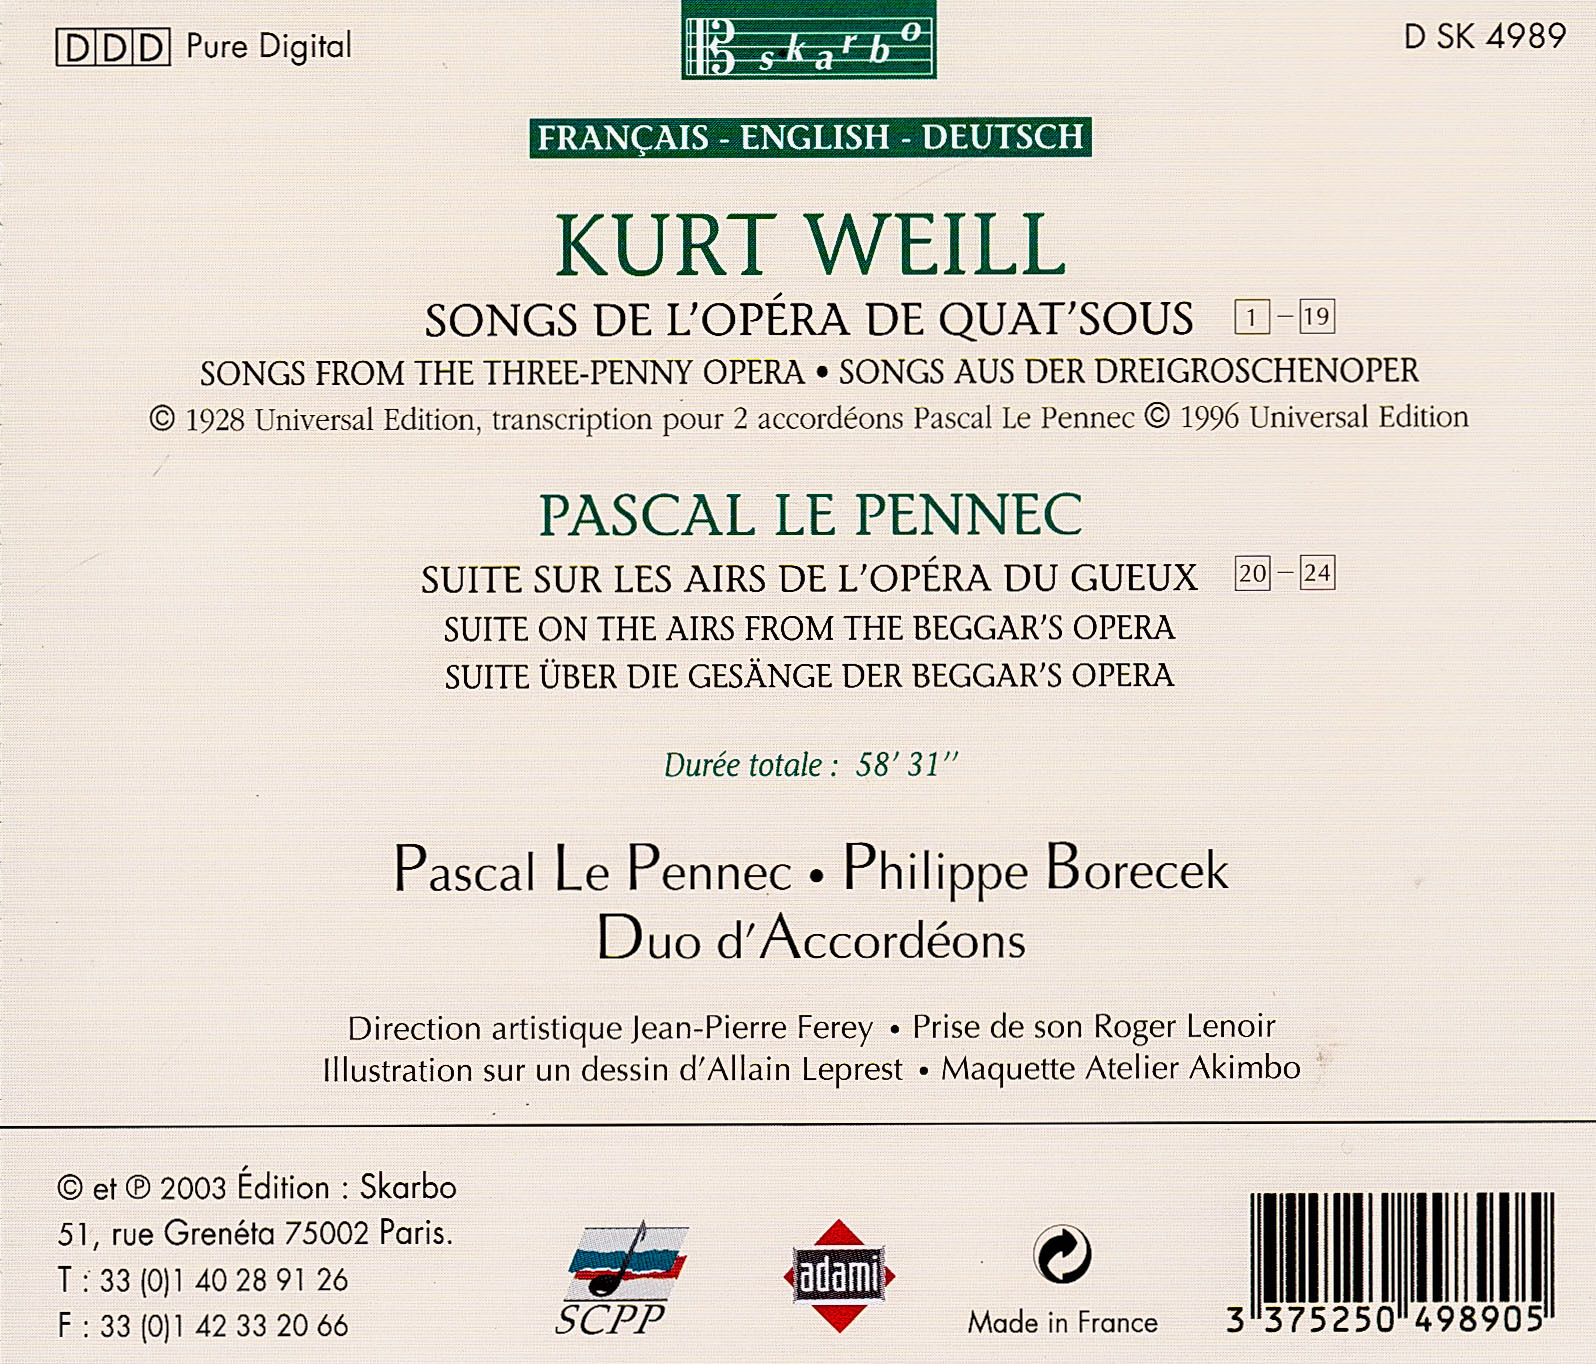 DDD Pure Digital
skarbo
D SK 4989
FRANÇAIS - ENGLISH - DEUTSCH
KURT WEILL
SONGS DE L'OPÉRA DE QUAT'SOUS 1 – 19
SONGS FROM THE THREE-PENNY OPERA • SONGS AUS DER DREIGROSCHENOPER
© 1928 Universal Edition, transcription pour 2 accordéons Pascal Le Pennec © 1996 Universal Edition
PASCAL LE PENNEC
SUITE SUR LES AIRS DE L'OPÉRA DU GUEUX 20 – 24
SUITE ON THE AIRS FROM THE BEGGAR'S OPERA
SUITE ÜBER DIE GESÄNGE DER BEGGAR'S OPERA
Durée totale : 58' 31''
Pascal Le Pennec • Philippe Borecek
Duo d'Accordéons
Direction artistique Jean-Pierre Ferey • Prise de son Roger Lenoir
Illustration sur un dessin d'Allain Leprest • Maquette Atelier Akimbo
© et ℗ 2003 Édition : Skarbo
51, rue Grenéta 75002 Paris.
T : 33 (0)1 40 28 91 26
F : 33 (0)1 42 33 20 66
SCPP
adami
Made in France
3 375250 498905